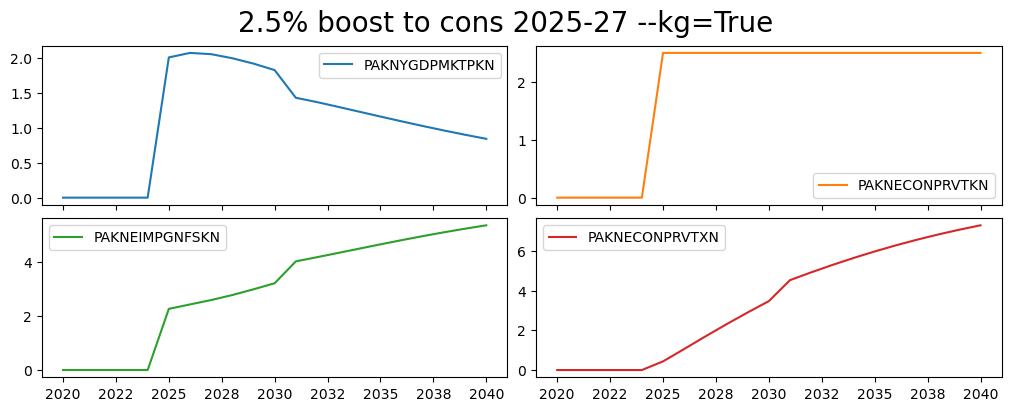 2.5% boost to cons 2025-27 --kg=True
2.0
1.5
1.0
0.5
0.0
PAKNYGDPMKTPKN
2
1
0
PAKNECONPRVTKN
4
2
0
PAKNEIMPGNFSKN
2020 2022 2025 2028 2030 2032 2035 2038 2040
6
4
2
0
PAKNECONPRVTXN
2020 2022 2025 2028 2030 2032 2035 2038 2040